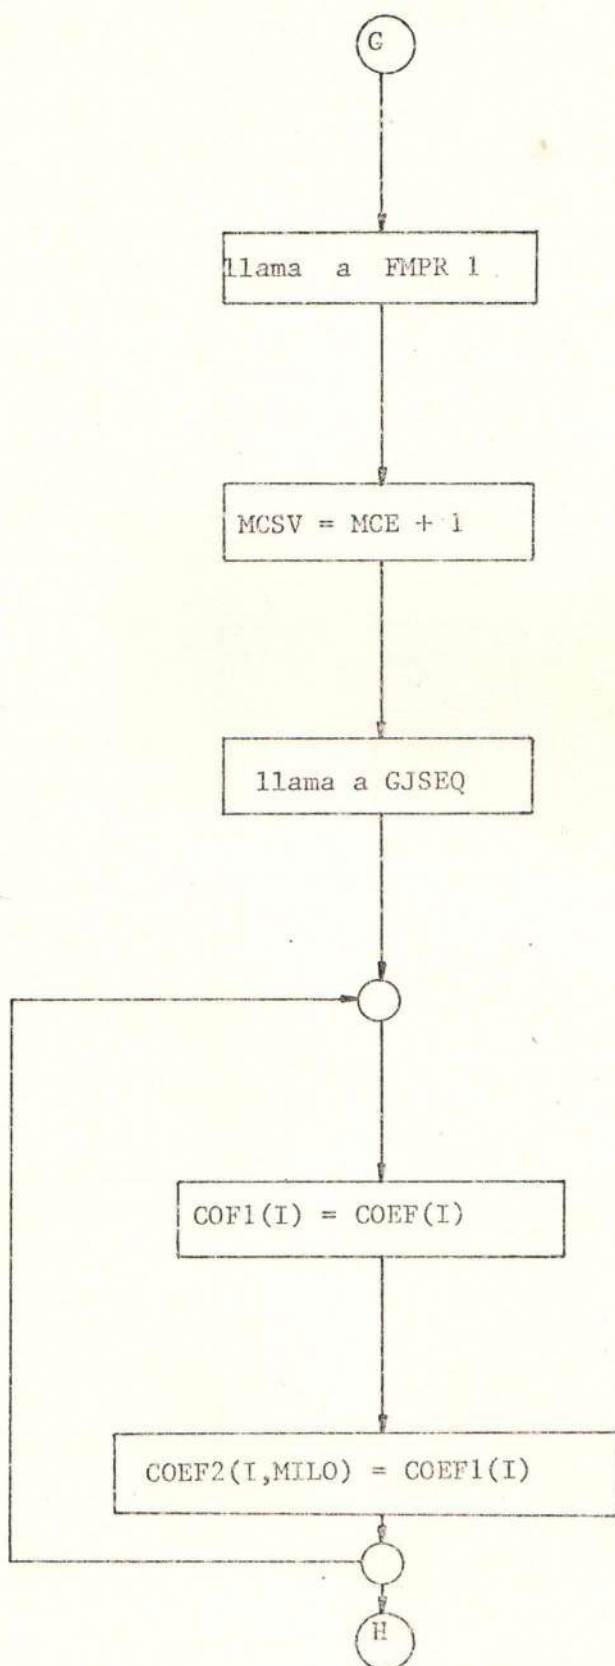 G
llama a FMPR 1
MCSV = MCE + 1
llama a GJSEQ
COF1(I) = COEF(I)
COEF2(I,MILO) = COEF1(I)
H